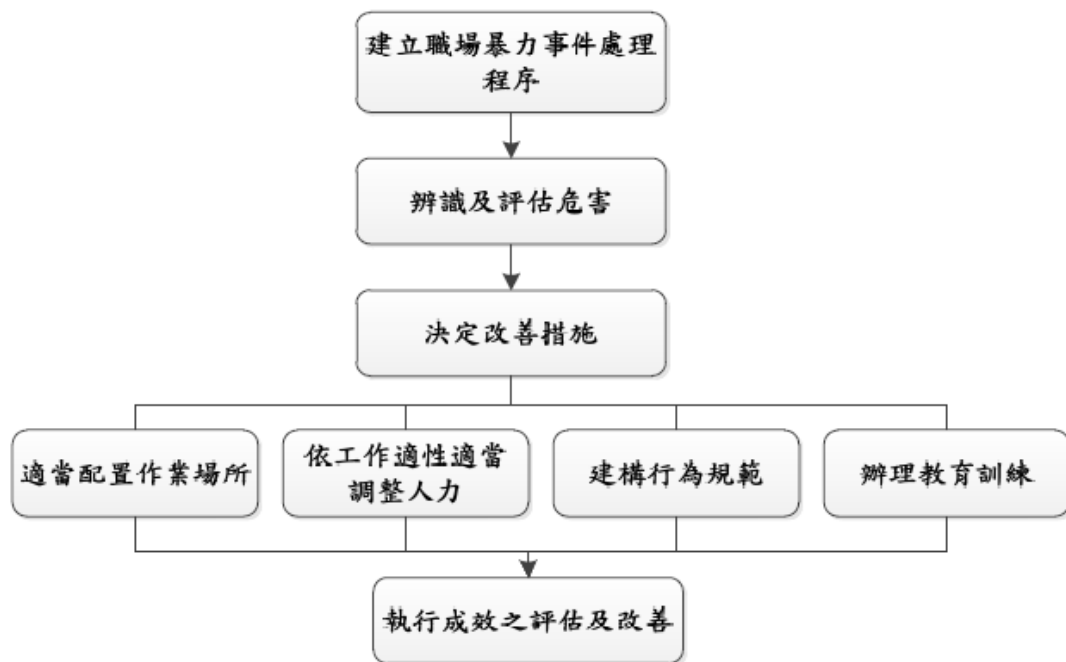 建立職場暴力事件處理
程序
辨識及評估危害
決定改善措施
適當配置作業場所
依工作適性適當
調整人力
建構行為規範
辦理教育訓練
執行成效之評估及改善